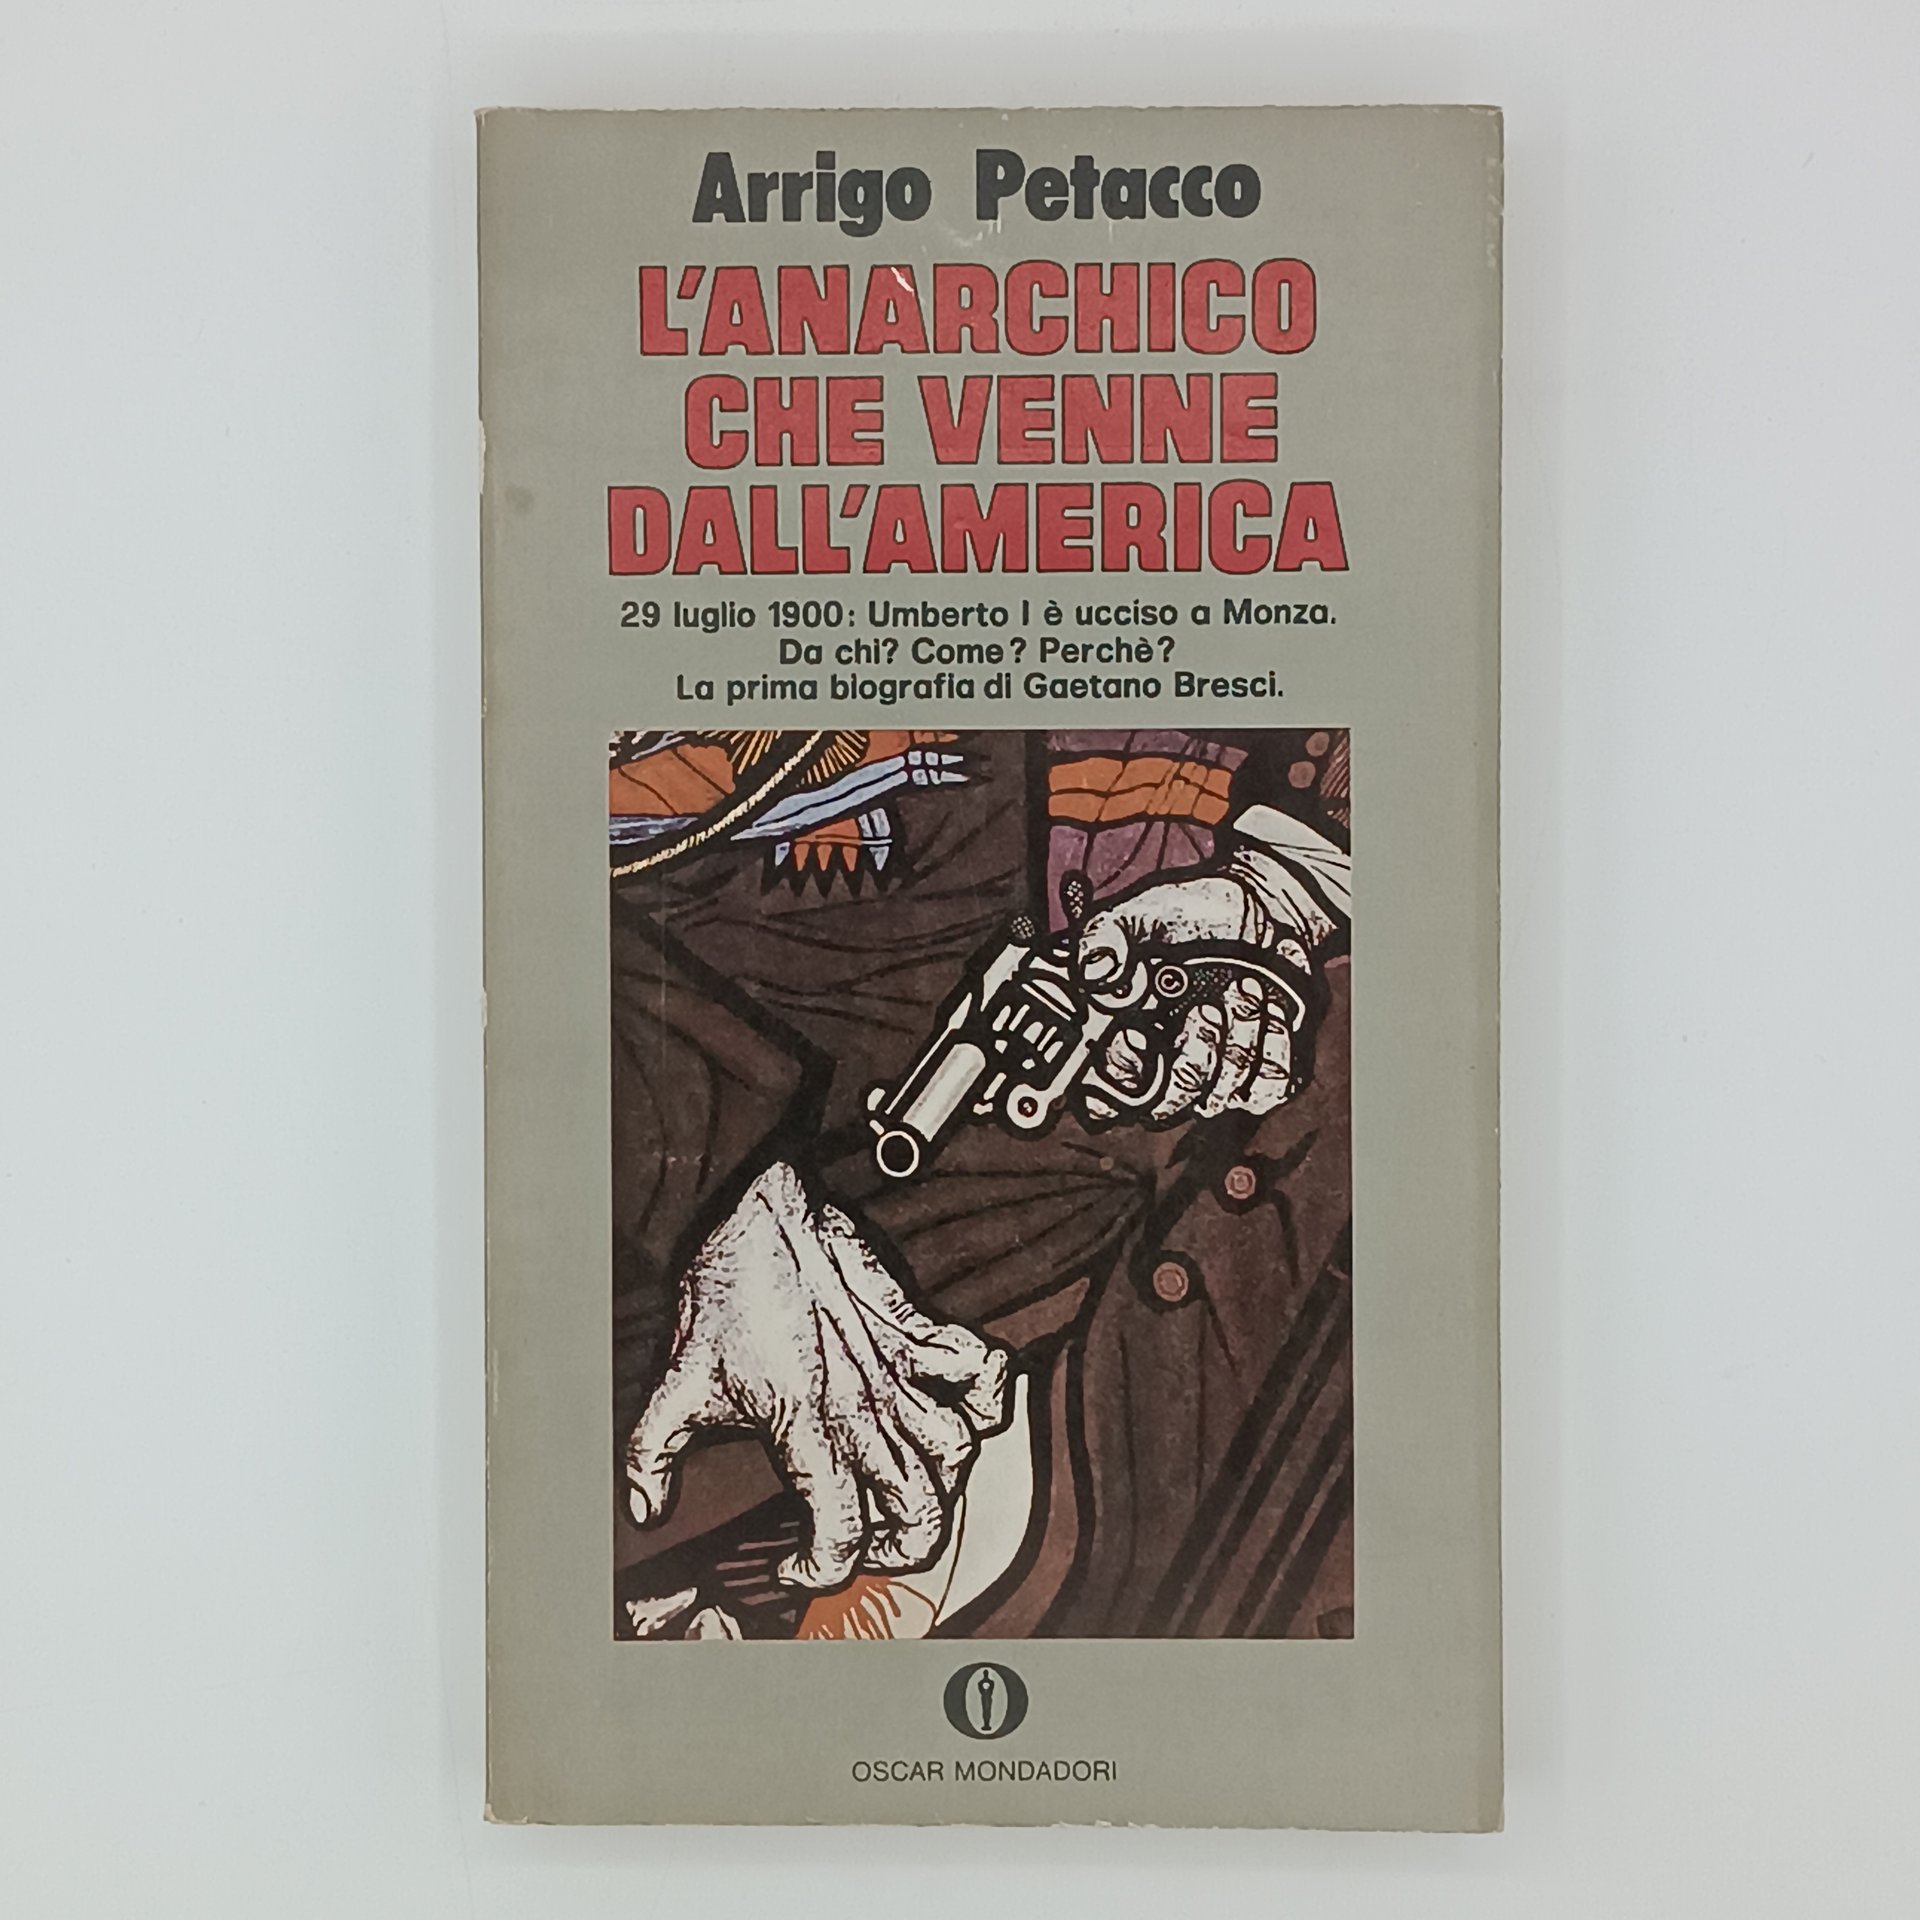 Arrigo Petacco
L'ANARCHICO
CHE VENNE
DALL'AMERICA
29 luglio 1900: Umberto I è ucciso a Monza.
Da chi? Come? Perchè?
La prima biografia di Gaetano Bresci.
OSCAR MONDADORI